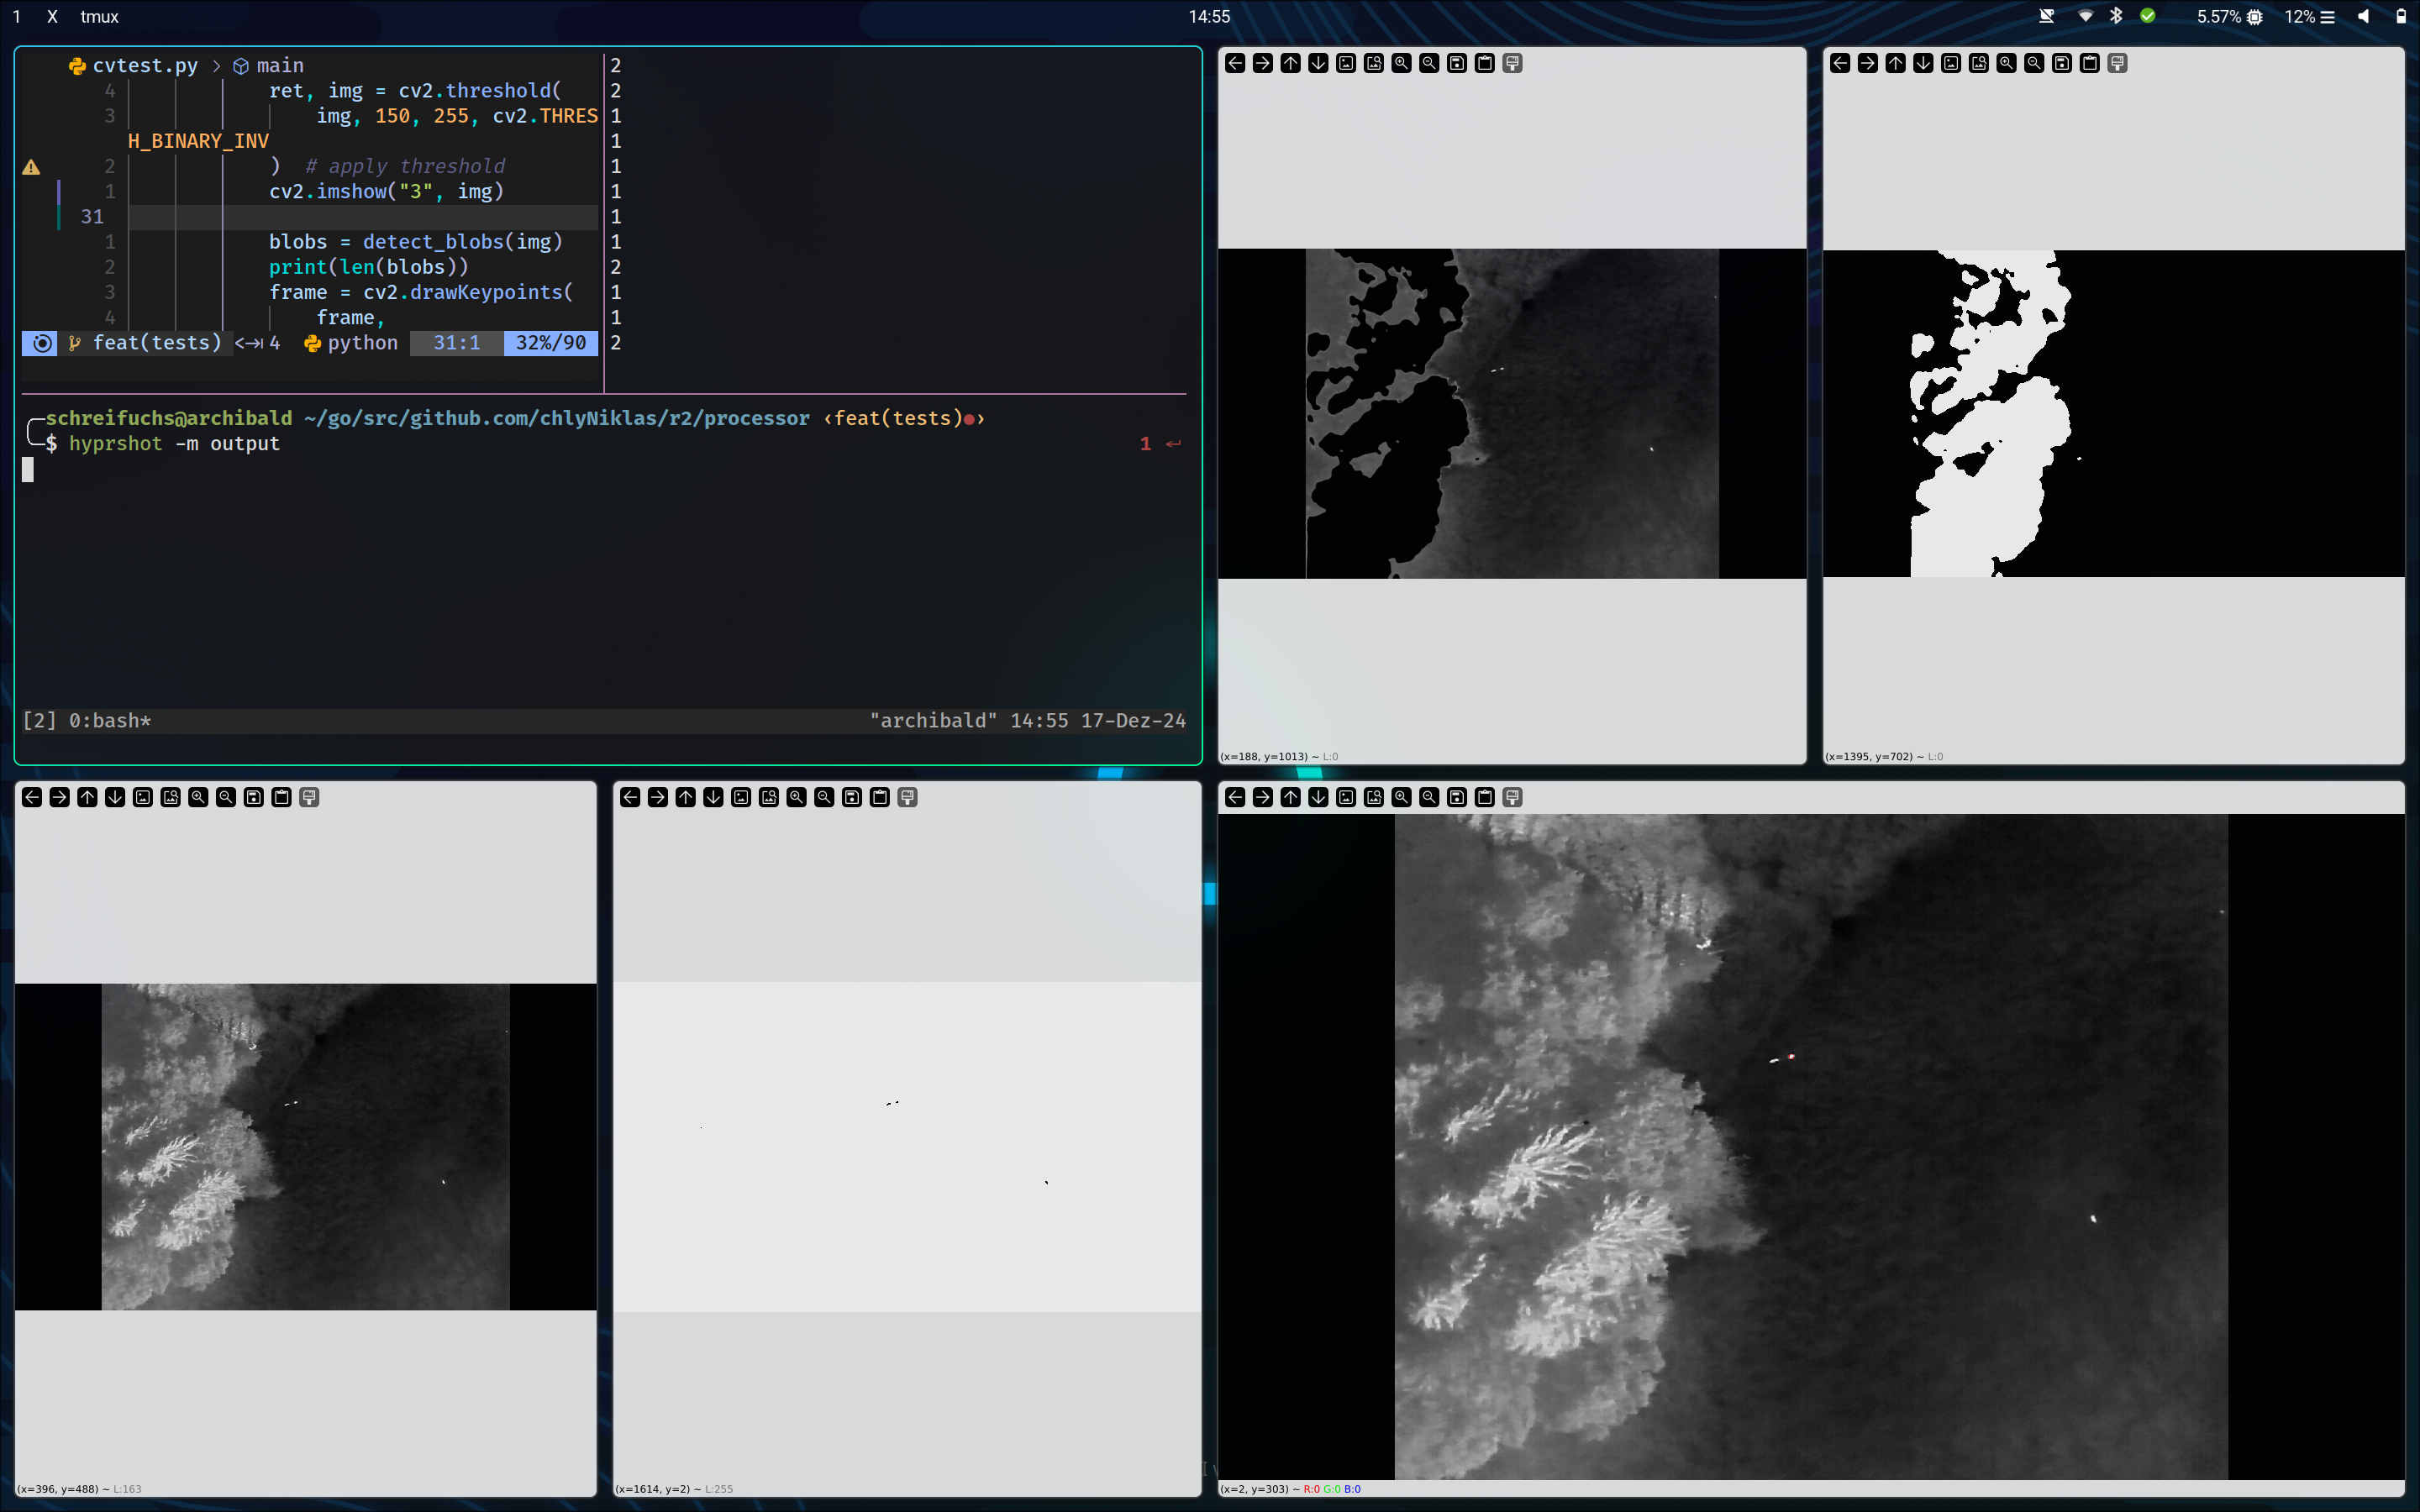 1 X tmux
14:55
5.57% 12%
cvtest.py > main
4 ret, img = cv2.threshold(
3 img, 150, 255, cv2.THRES
H_BINARY_INV
2 ) # apply threshold
1 cv2.imshow("3", img)
31
1 blobs = detect_blobs(img)
2 print(len(blobs))
3 frame = cv2.drawKeypoints(
4 frame,
feat(tests) <→| 4 python 31:1 32%/90
2
2
1
1
1
1
1
1
2
1
1
2
schreifuchs@archibald ~/go/src/github.com/chlyNiklas/r2/processor ‹feat(tests)●›
$ hyprshot -m output 1 ↵
[2] 0:bash* "archibald" 14:55 17-Dez-24
(x=188, y=1013) ~ L:0
(x=1395, y=702) ~ L:0
(x=396, y=488) ~ L:163
(x=1614, y=2) ~ L:255
(x=2, y=303) ~ R:0 G:0 B:0